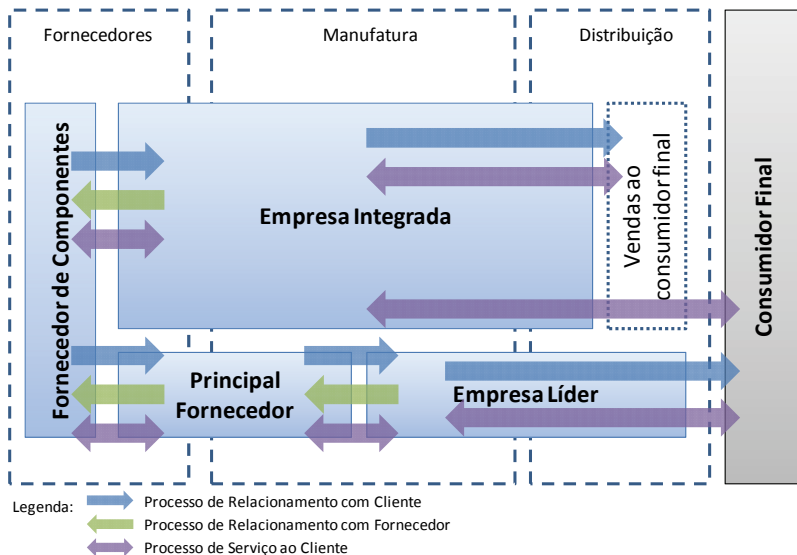 Fornecedores
Manufatura
Distribuição
Fornecedor de Componentes
Empresa Integrada
Vendas ao
consumidor final
Consumidor Final
Principal
Fornecedor
Empresa Líder
Legenda:
Processo de Relacionamento com Cliente
Processo de Relacionamento com Fornecedor
Processo de Serviço ao Cliente